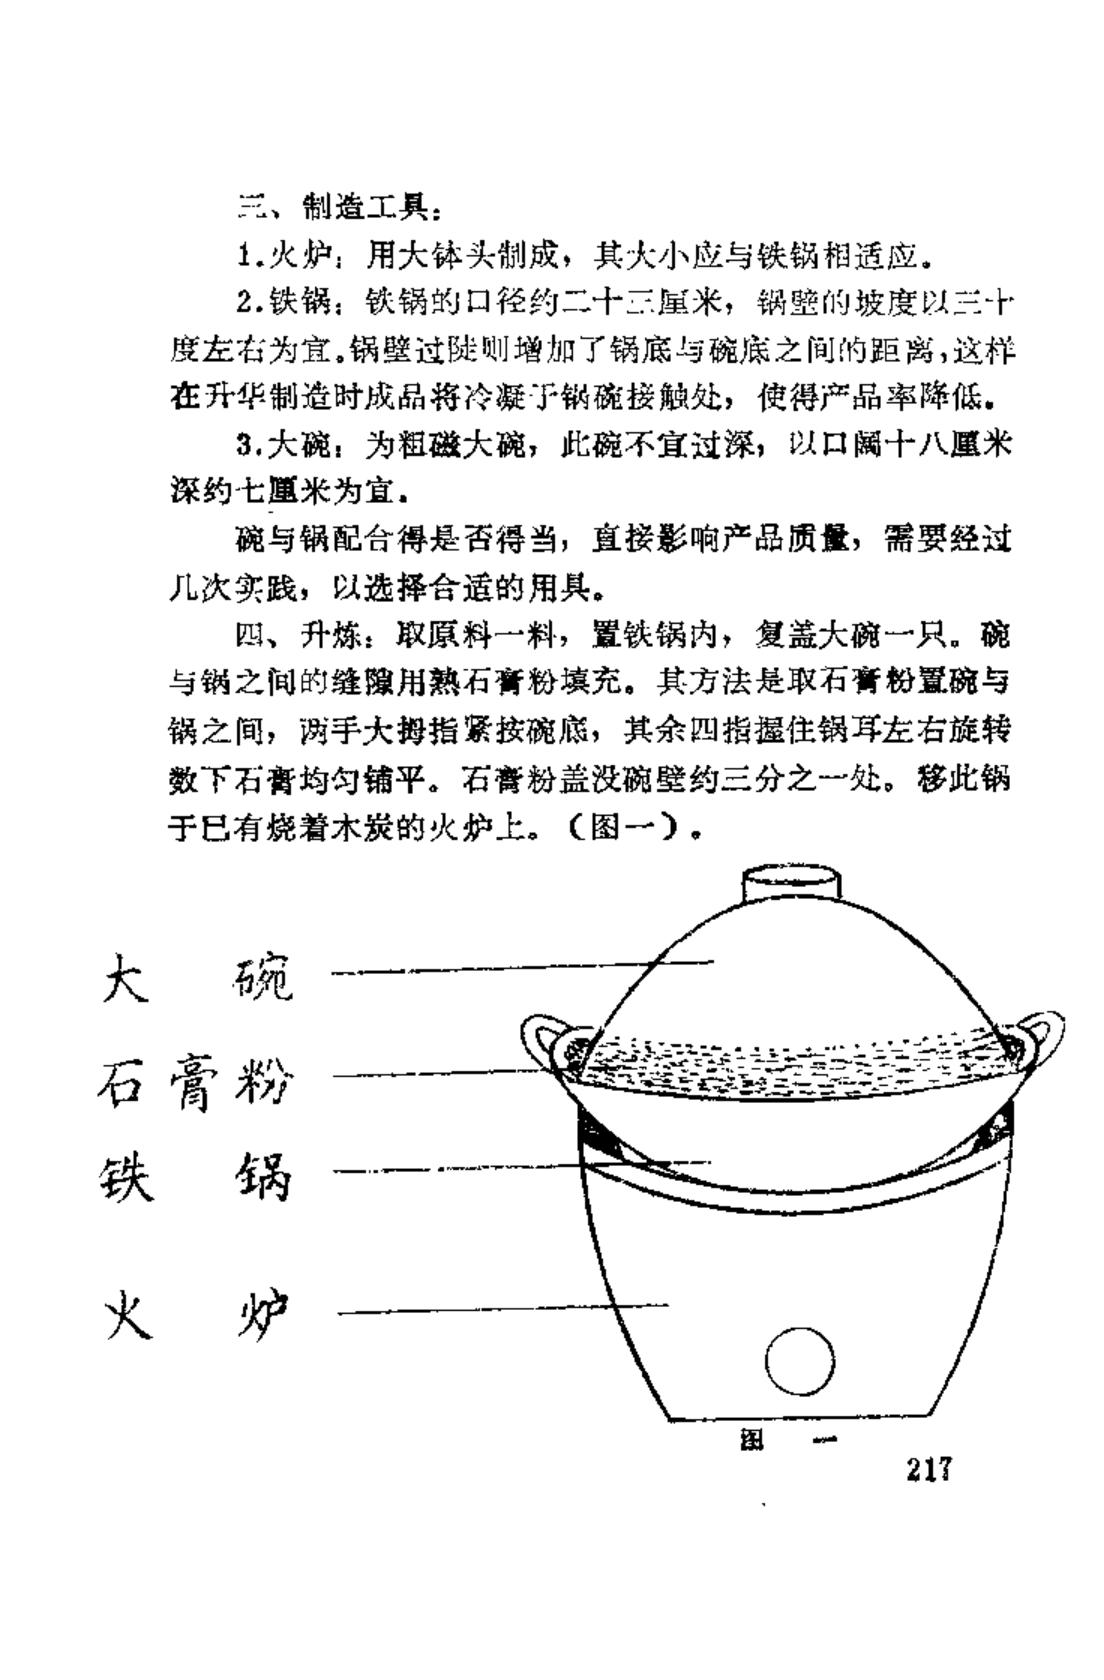 三、制造工具：
1.火炉：用大钵头制成，其大小应与铁锅相适应。
2.铁锅：铁锅的口径约二十三厘米，锅壁的坡度以三十
度左右为宜。锅壁过陡则增加了锅底与碗底之间的距离，这样
在升华制造时成品将冷凝于锅碗接触处，使得产品率降低。
3.大碗：为粗磁大碗，此碗不宜过深，以口阔十八厘米
深约七厘米为宜。
碗与锅配合得是否得当，直接影响产品质量，需要经过
几次实践，以选择合适的用具。
四、升炼：取原料一料，置铁锅内，复盖大碗一只。碗
与锅之间的缝隙用熟石膏粉填充。其方法是取石膏粉置碗与
锅之间，两手大拇指紧按碗底，其余四指握住锅耳左右旋转
数下石膏均匀铺平。石膏粉盖没碗壁约三分之一处。移此锅
于已有烧着木炭的火炉上。（图一）。
大碗
石膏粉
铁锅
火炉
图一
217